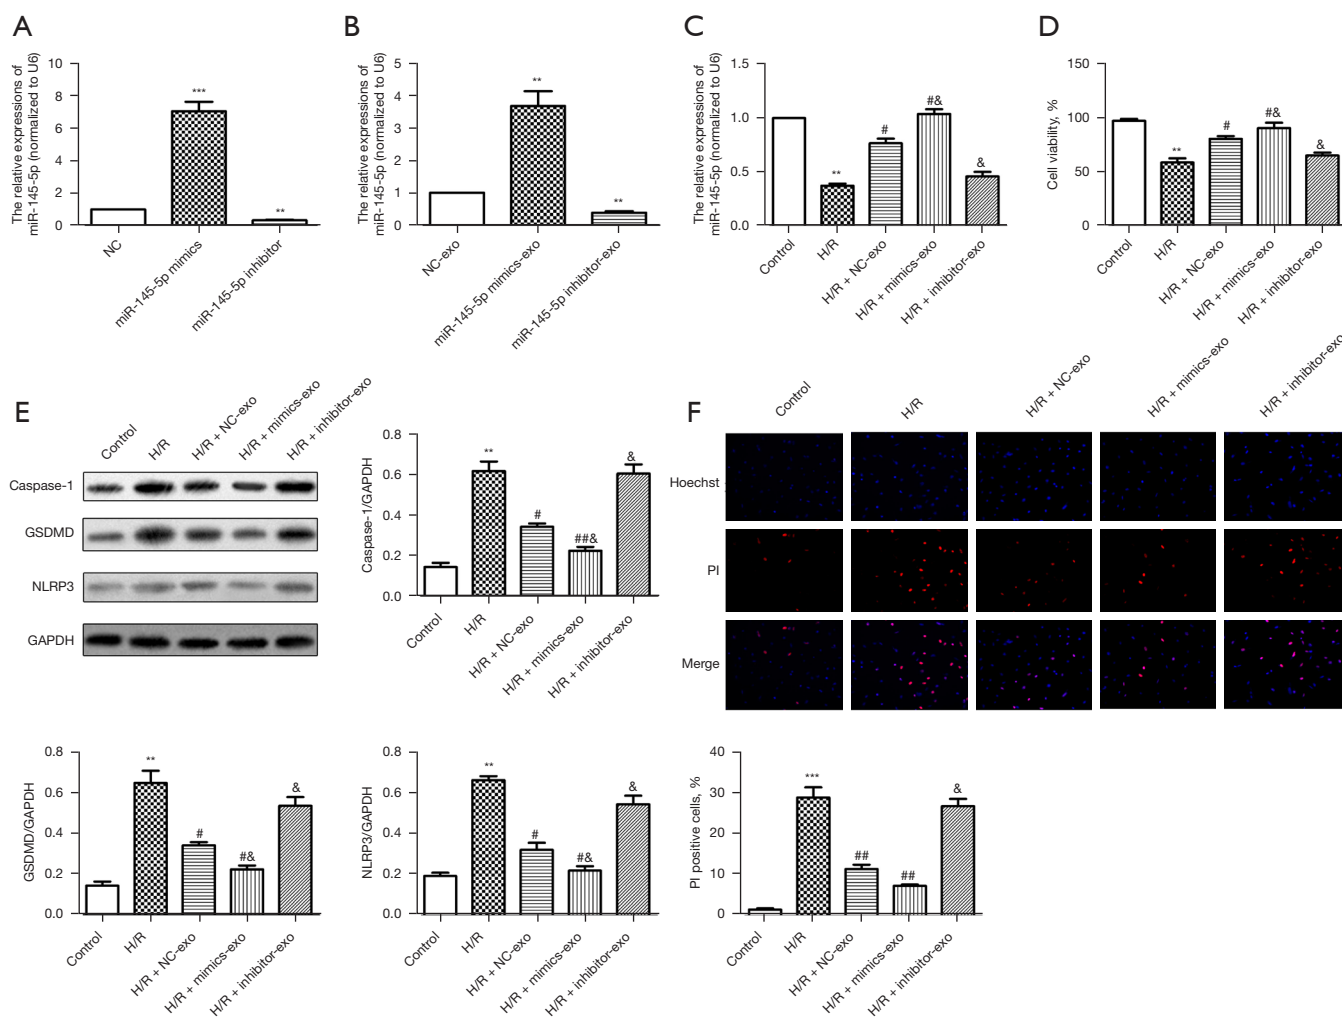 A
The relative expressions of
miR-145-5p (normalized to U6)
10
8
6
4
2
0
***
**
NC
miR-145-5p mimics
miR-145-5p inhibitor
B
The relative expressions of
miR-145-5p (normalized to U6)
5
4
3
2
1
0
**
**
NC-exo
miR-145-5p mimics-exo
miR-145-5p inhibitor-exo
C
The relative expressions of
miR-145-5p (normalized to U6)
1.5
1.0
0.5
0.0
**
#
#&
&
Control
H/R
H/R + NC-exo
H/R + mimics-exo
H/R + inhibitor-exo
D
Cell viability, %
150
100
50
0
**
#
#&
&
Control
H/R
H/R + NC-exo
H/R + mimics-exo
H/R + inhibitor-exo
E
Control
H/R
H/R + NC-exo
H/R + mimics-exo
H/R + inhibitor-exo
Caspase-1
GSDMD
NLRP3
GAPDH
Caspase-1/GAPDH
0.8
0.6
0.4
0.2
0.0
**
#
##&
&
Control
H/R
H/R + NC-exo
H/R + mimics-exo
H/R + inhibitor-exo
F
Control
H/R
H/R + NC-exo
H/R + mimics-exo
H/R + inhibitor-exo
Hoechst
PI
Merge
GSDMD/GAPDH
0.8
0.6
0.4
0.2
0.0
**
#
#&
&
Control
H/R
H/R + NC-exo
H/R + mimics-exo
H/R + inhibitor-exo
NLRP3/GAPDH
0.8
0.6
0.4
0.2
0.0
**
#
#&
&
Control
H/R
H/R + NC-exo
H/R + mimics-exo
H/R + inhibitor-exo
PI positive cells, %
40
30
20
10
0
***
##
##
&
Control
H/R
H/R + NC-exo
H/R + mimics-exo
H/R + inhibitor-exo